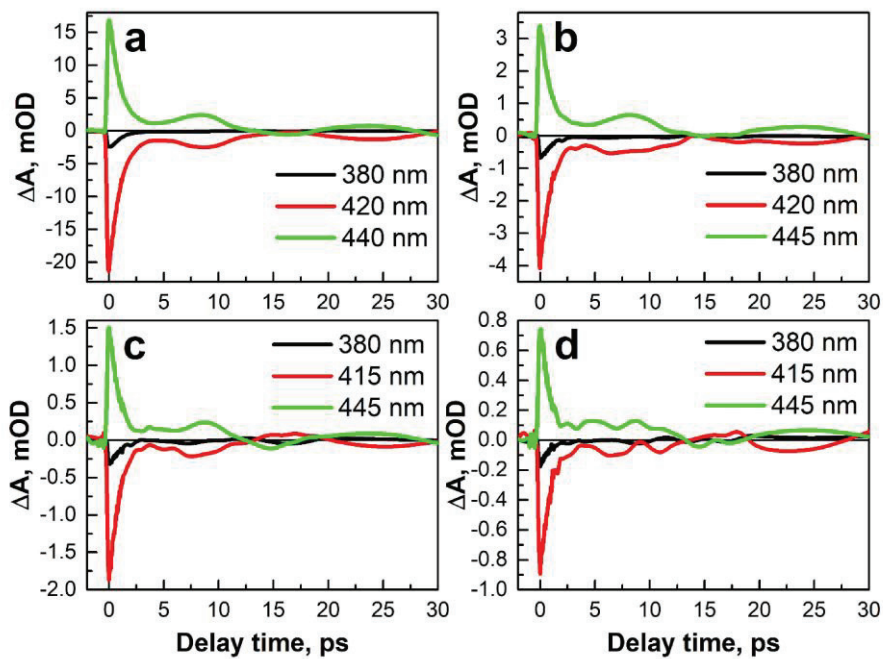 a
15
10
5
0
-5
-10
-15
-20
ΔA, mOD
380 nm
420 nm
440 nm
0 5 10 15 20 25 30
b
3
2
1
0
-1
-2
-3
-4
ΔA, mOD
380 nm
420 nm
445 nm
0 5 10 15 20 25 30
c
1.5
1.0
0.5
0.0
-0.5
-1.0
-1.5
-2.0
ΔA, mOD
380 nm
415 nm
445 nm
0 5 10 15 20 25 30
Delay time, ps
d
0.8
0.6
0.4
0.2
0.0
-0.2
-0.4
-0.6
-0.8
-1.0
ΔA, mOD
380 nm
415 nm
445 nm
0 5 10 15 20 25 30
Delay time, ps